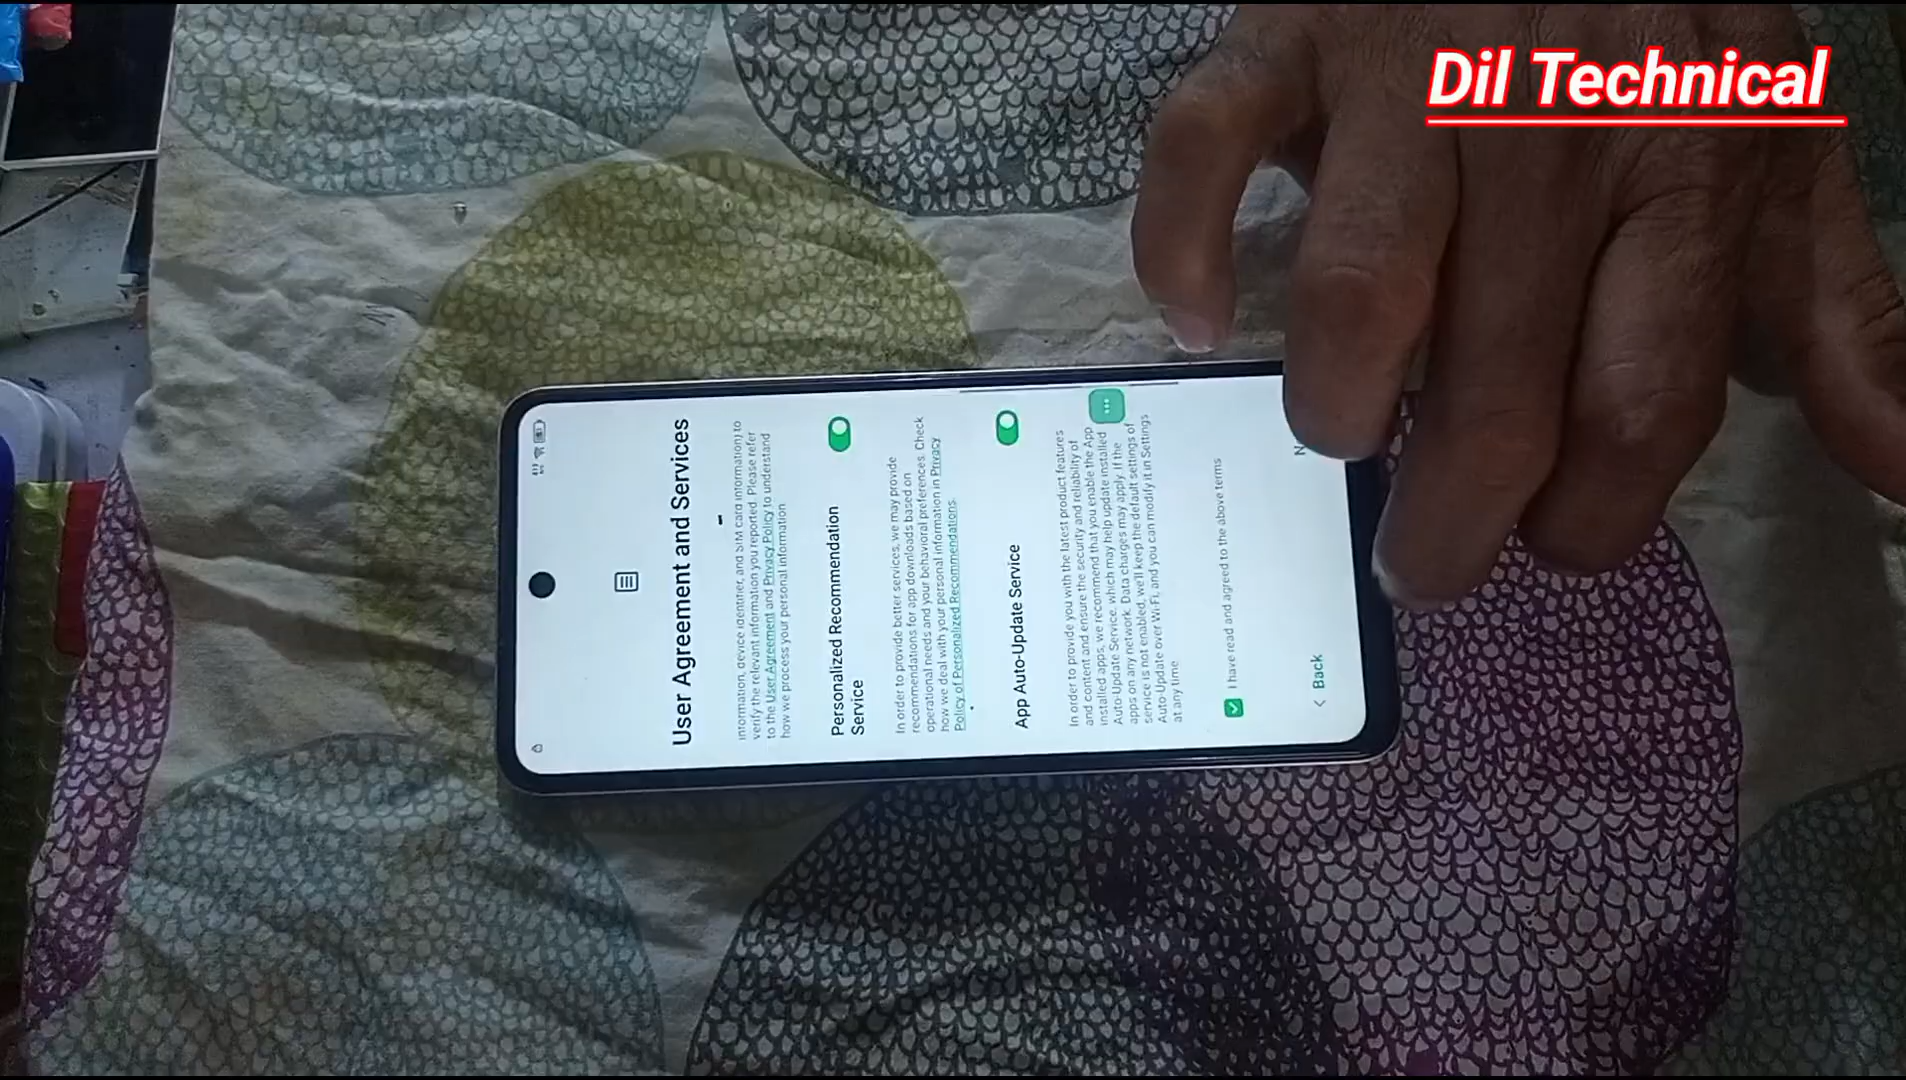 Dil Technical
User Agreement and Services
information, device identifier, and SIM card information) to
verify the relevant information you reported. Please refer
to the User Agreement and Privacy Policy to understand
how we process your personal information
Personalized Recommendation
Service
In order to provide better services, we may provide
recommendations for app downloads based on
operational needs and your behavioral preferences. Check
how we deal with your personal information in Privacy
Policy of Personalized Recommendations.
App Auto-Update Service
In order to provide you with the latest product features
and content and ensure the security and reliability of
installed apps, we recommend that you enable the App
Auto-Update Service, which may help update installed
apps on any network. Data charges may apply. If the
service is not enabled, we'll keep the default settings of
Auto-Update over Wi-Fi, and you can modify it in Settings
at any time
I have read and agreed to the above terms
< Back